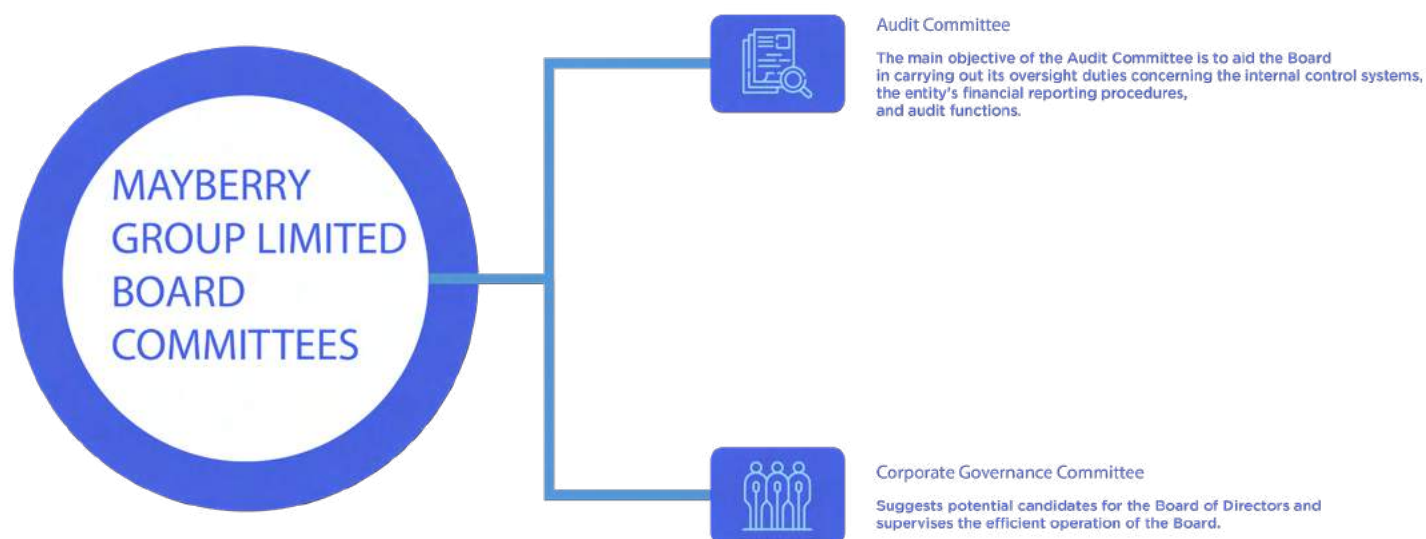 MAYBERRY
GROUP LIMITED
BOARD
COMMITTEES
Audit Committee
The main objective of the Audit Committee is to aid the Board
in carrying out its oversight duties concerning the internal control systems,
the entity's financial reporting procedures,
and audit functions.
Corporate Governance Committee
Suggests potential candidates for the Board of Directors and
supervises the efficient operation of the Board.